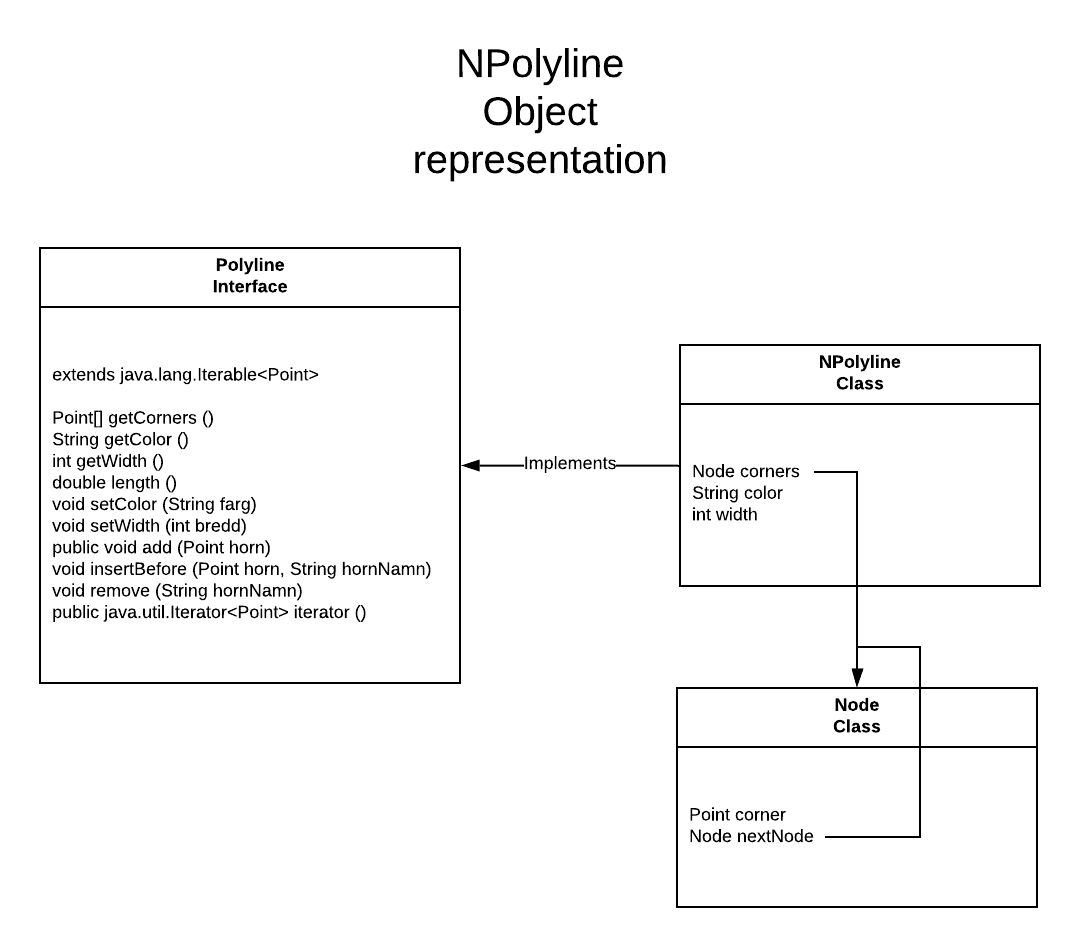 NPolyline
Object
representation
Polyline
Interface
extends java.lang.Iterable<Point>
Point[] getCorners ()
String getColor ()
int getWidth ()
double length ()
void setColor (String farg)
void setWidth (int bredd)
public void add (Point horn)
void insertBefore (Point horn, String hornNamn)
void remove (String hornNamn)
public java.util.Iterator<Point> iterator ()
Implements
NPolyline
Class
Node corners
String color
int width
Node
Class
Point corner
Node nextNode